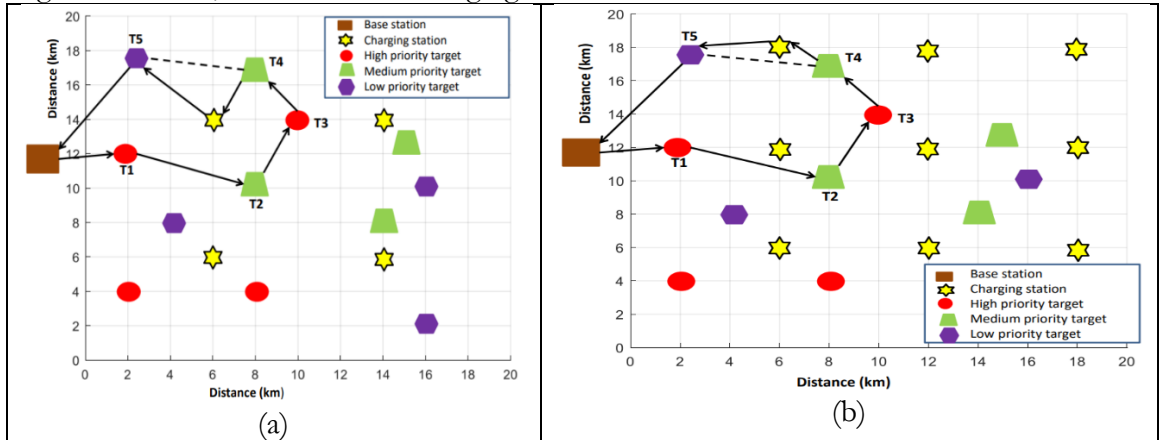 20
18
16
14
12
10
8
6
4
2
0
Distance (km)
T5
T4
T3
T1
T2
Base station
Charging station
High priority target
Medium priority target
Low priority target
0 2 4 6 8 10 12 14 16 18 20
Distance (km)
(a)
20
18
16
14
12
10
8
6
4
2
0
Distance (km)
T5
T4
T3
T1
T2
Base station
Charging station
High priority target
Medium priority target
Low priority target
0 2 4 6 8 10 12 14 16 18 20
Distance (km)
(b)